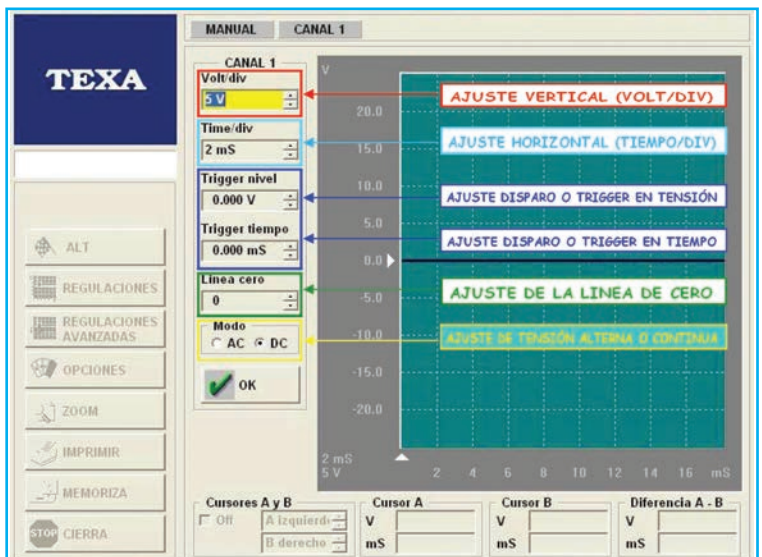 MANUAL CANAL 1
TEXA
CANAL 1
Volt/div
5 V
Time/div
2 mS
Trigger nivel
0.000 V
Trigger tiempo
0.000 mS
Linea cero
0
Modo
AC DC
OK
ALT
REGULACIONES
REGULACIONES
AVANZADAS
OPCIONES
ZOOM
IMPRIMIR
MEMORIZA
STOP CIERRA
V
20.0
15.0
10.0
5.0
0.0
-5.0
-10.0
-15.0
-20.0
AJUSTE VERTICAL (VOLT/DIV)
AJUSTE HORIZONTAL (TIEMPO/DIV)
AJUSTE DISPARO O TRIGGER EN TENSIÓN
AJUSTE DISPARO O TRIGGER EN TIEMPO
AJUSTE DE LA LINEA DE CERO
AJUSTE DE TENSIÓN ALTERNA O CONTINUA
2 mS
5 V
2 4 6 8 10 12 14 16 mS
Cursores A y B
Off
A izquierdo
B derecho
Cursor A
V
mS
Cursor B
V
mS
Diferencia A - B
V
mS